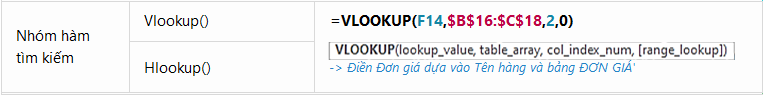 Nhóm hàm
tìm kiếm
Vlookup()
Hlookup()
=VLOOKUP(F14,$B$16:$C$18,2,0)
VLOOKUP(lookup_value, table_array, col_index_num, [range_lookup])
-> Điền Đơn giá dựa vào Tên hàng và bảng ĐƠN GIÁ'